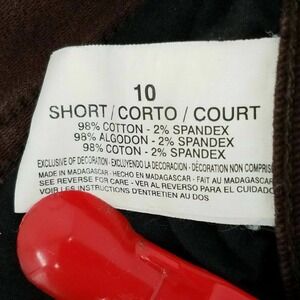 10
SHORT / CORTO / COURT
98% COTTON - 2% SPANDEX
98% ALGODON - 2% SPANDEX
98% COTON - 2% SPANDEX
EXCLUSIVE OF DECORATION - EXCLUYENDO LA DECORACION - DECORATION NON COMPRIS
MADE IN MADAGASCAR - HECHO EN MADAGASCAR - FAIT AU MADAGASCAR
SEE REVERSE FOR CARE - VER AL REVERSO PARA EL CUIDADO
VOIR LES INSTRUCTIONS D'ENTRETIEN AU DOS